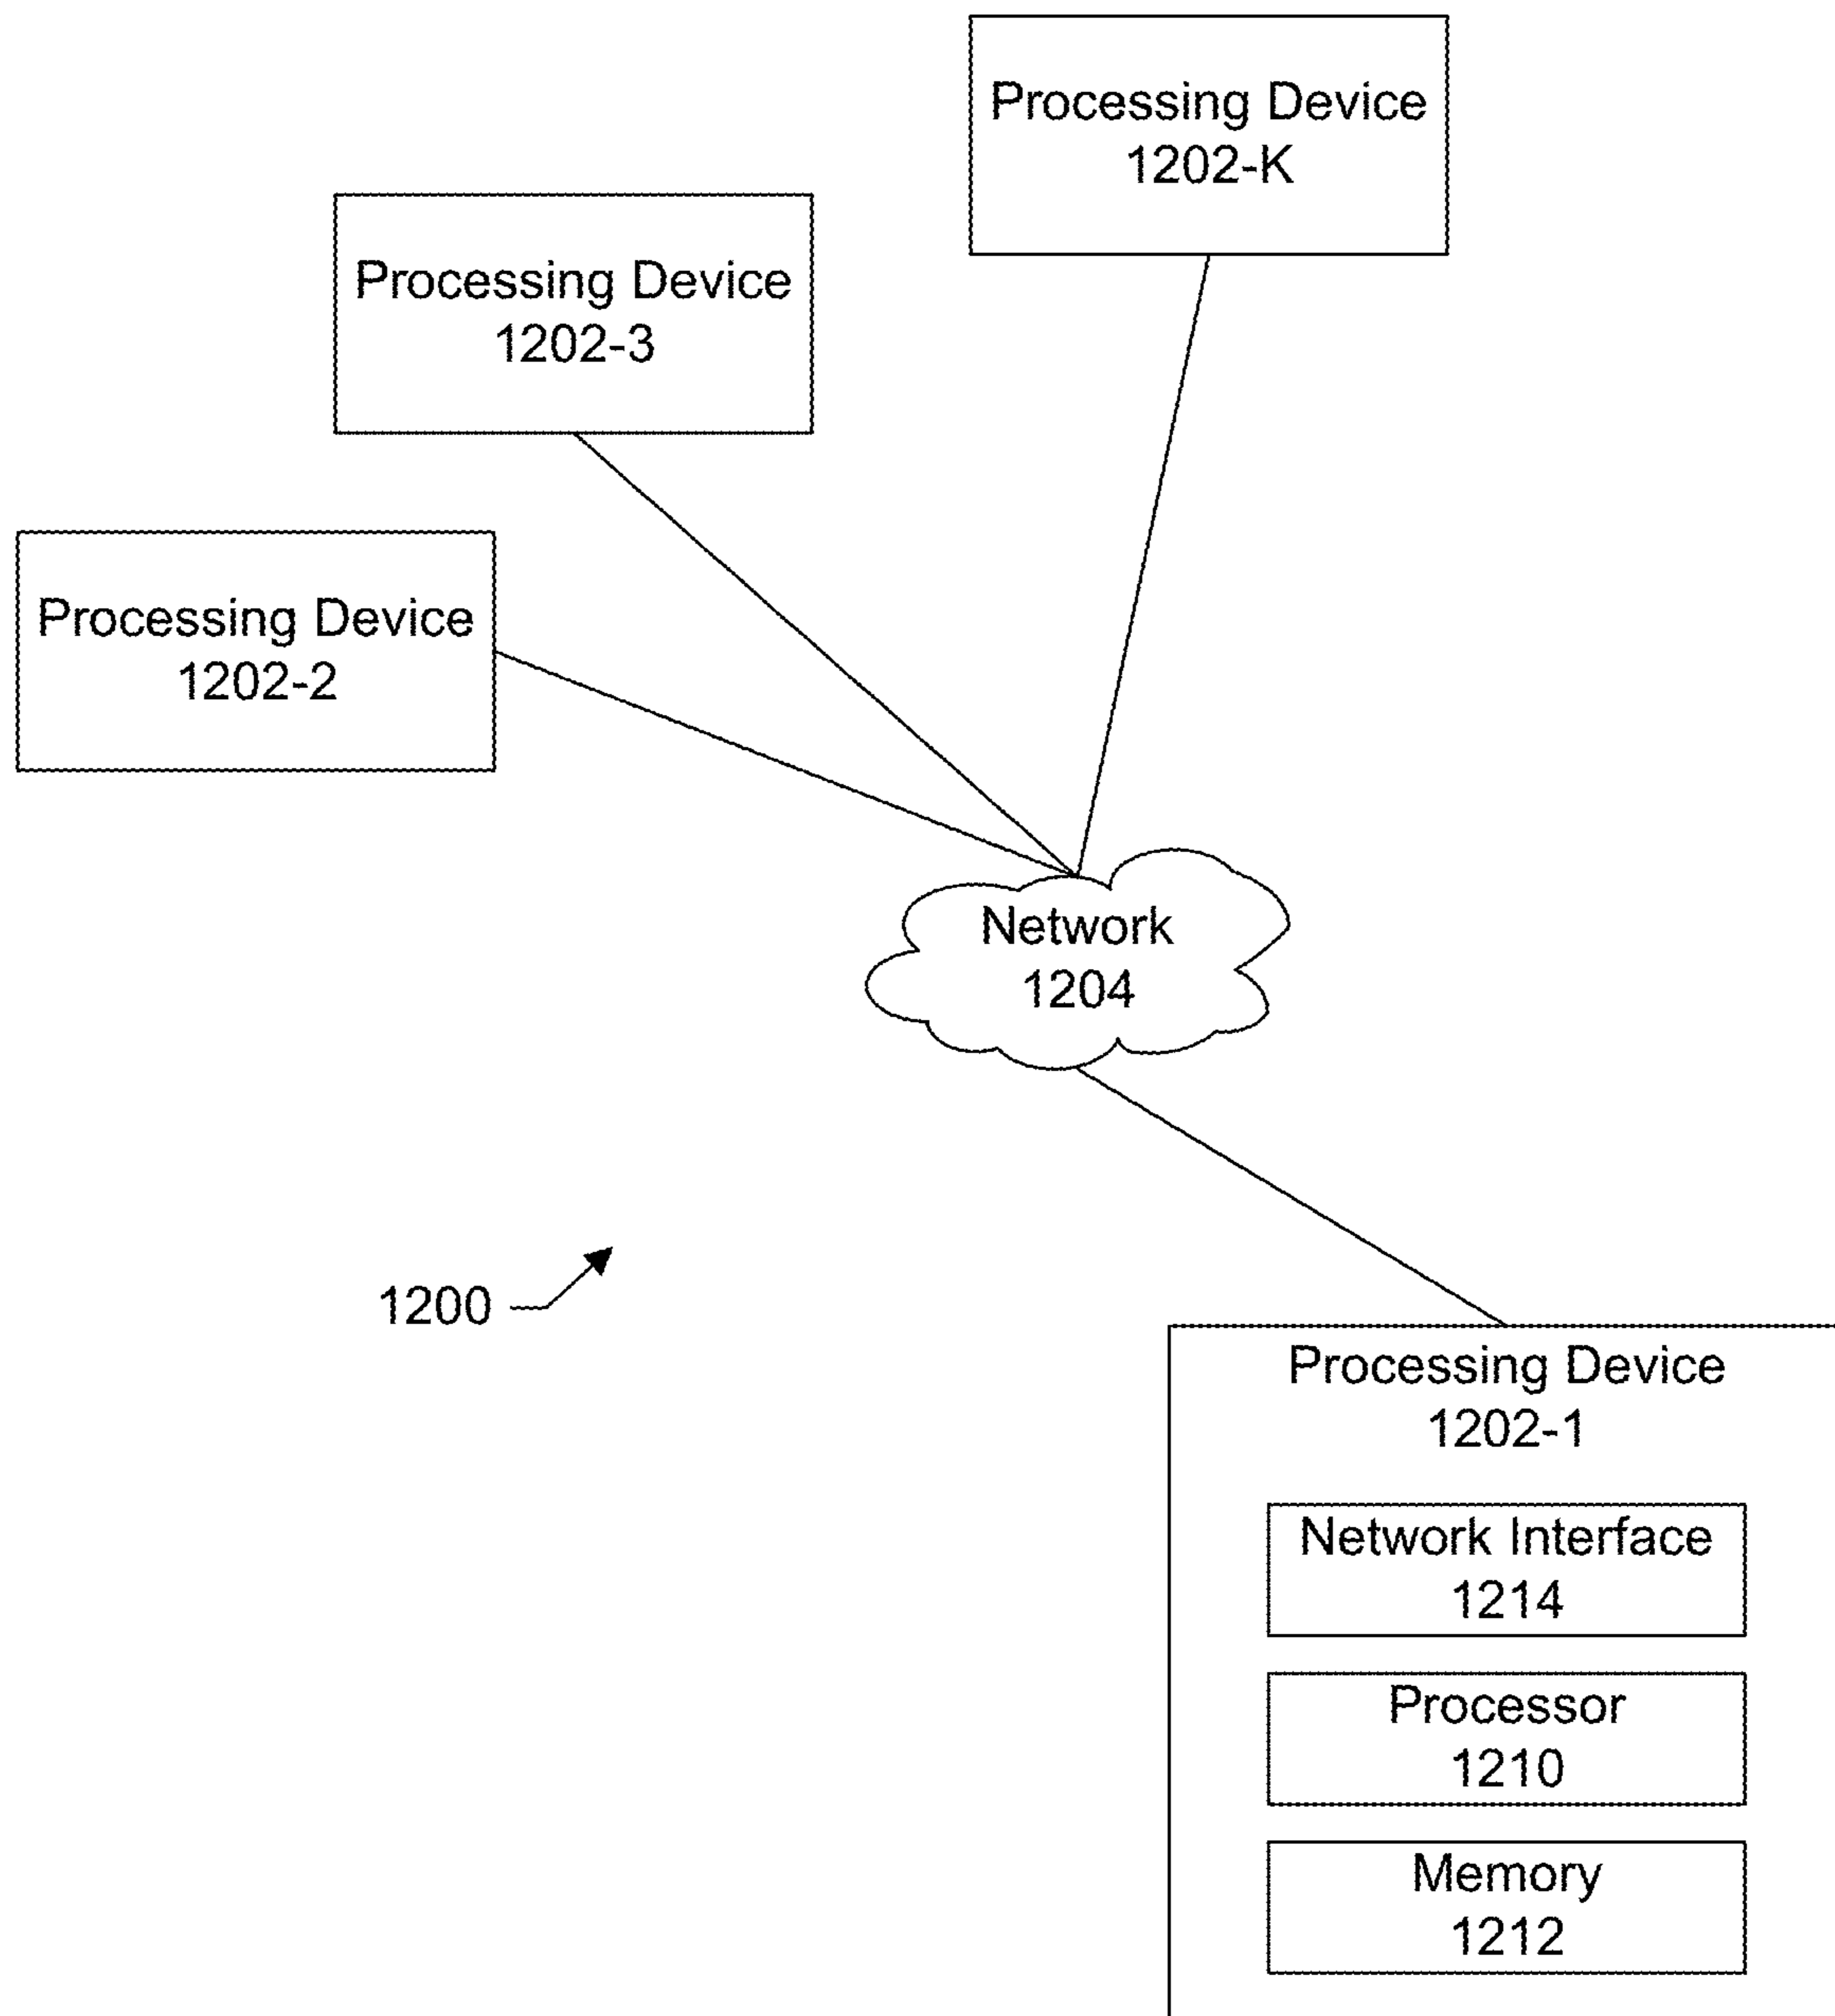 Processing Device
1202-K
Processing Device
1202-3
Processing Device
1202-2
Network
1204
1200
Processing Device
1202-1
Network Interface
1214
Processor
1210
Memory
1212